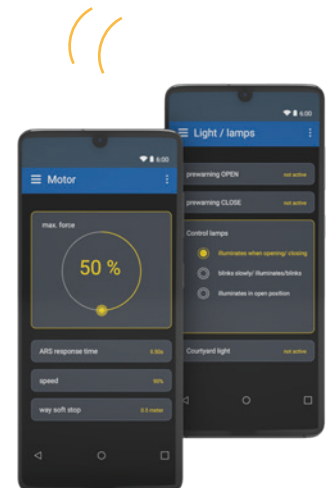 6:00
Motor
max. force
50 %
ARS response time 0.50s
speed 90%
way soft stop 0.5 meter
6:00
Light / lamps
prewarning OPEN not active
prewarning CLOSE not active
Control lamps
illuminates when opening/ closing
blinks slowly/ illuminates/blinks
illuminates in open position
Courtyard light not active